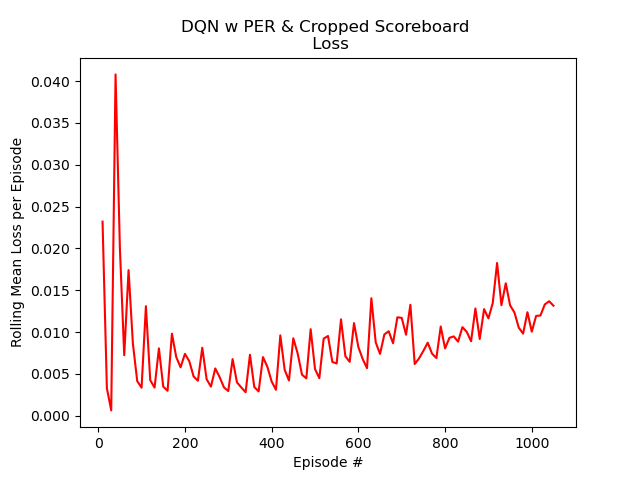 DQN w PER & Cropped Scoreboard
Loss
Rolling Mean Loss per Episode
0.040
0.035
0.030
0.025
0.020
0.015
0.010
0.005
0.000
0 200 400 600 800 1000
Episode #